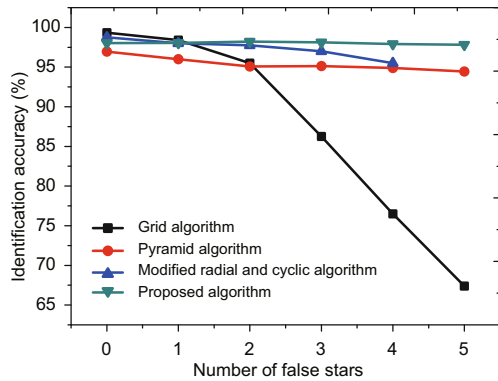 100
95
90
85
80
75
70
65
Identification accuracy (%)
Grid algorithm
Pyramid algorithm
Modified radial and cyclic algorithm
Proposed algorithm
0 1 2 3 4 5
Number of false stars